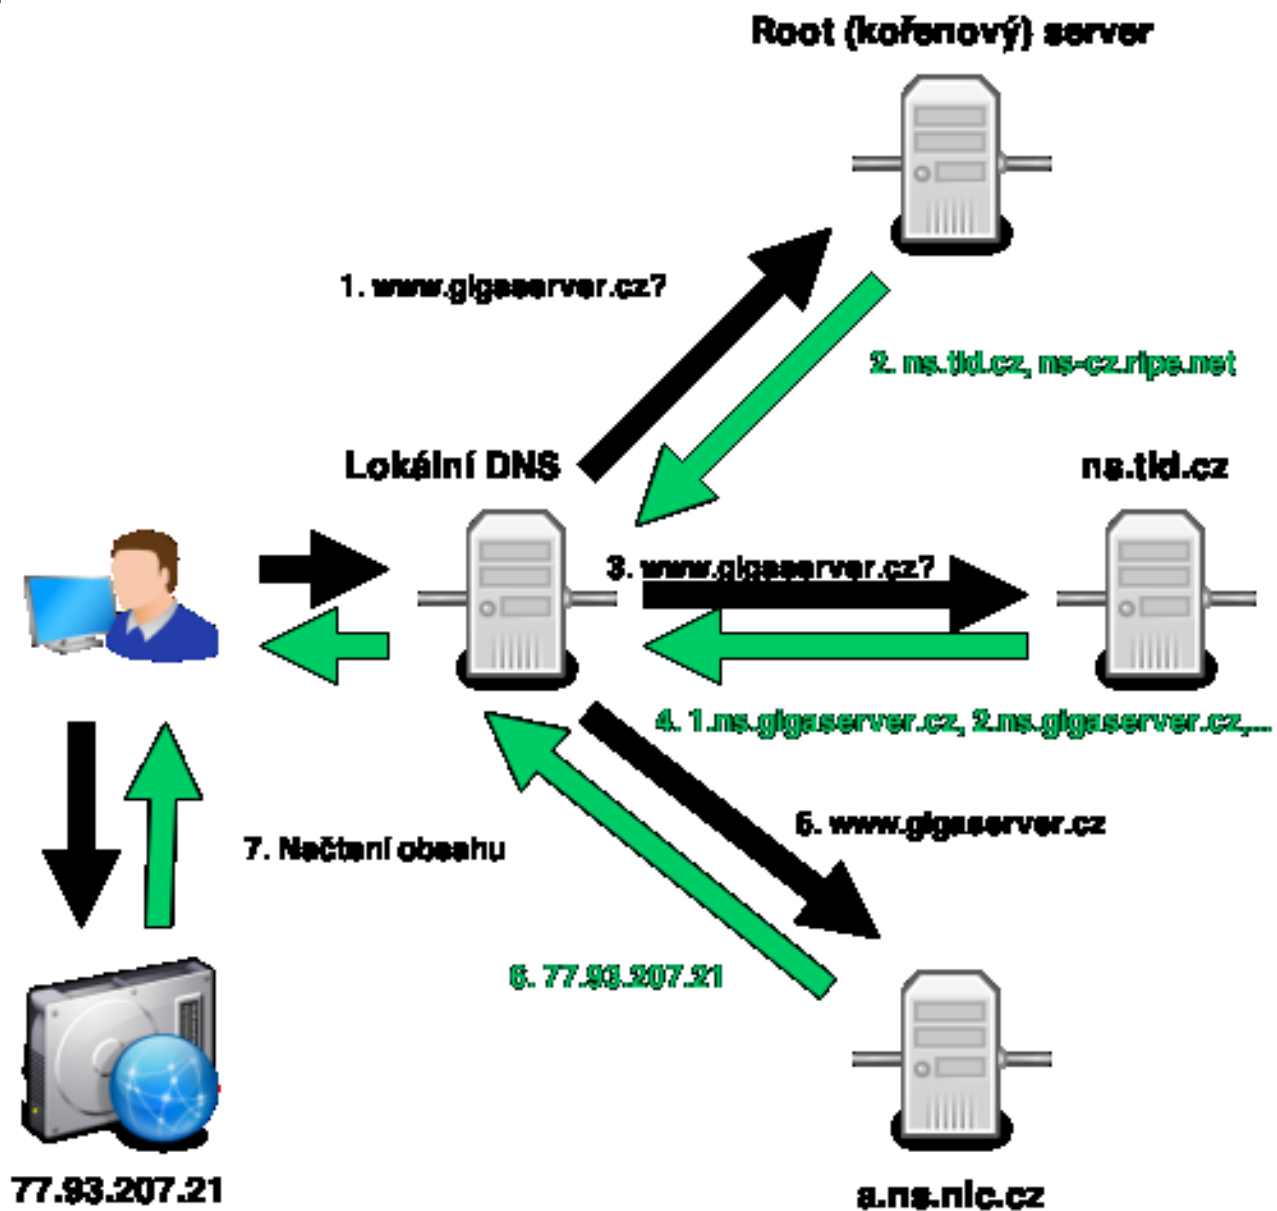 Root (kořenový) server
1. www.gigaserver.cz?
2. ns.tld.cz, ns-cz.ripe.net
Lokální DNS
ns.tld.cz
3. www.gigaserver.cz?
4. 1.ns.gigaserver.cz, 2.ns.gigaserver.cz,...
5. www.gigaserver.cz
7. Načtaní obsahu
6. 77.93.207.21
77.93.207.21
a.ns.nic.cz